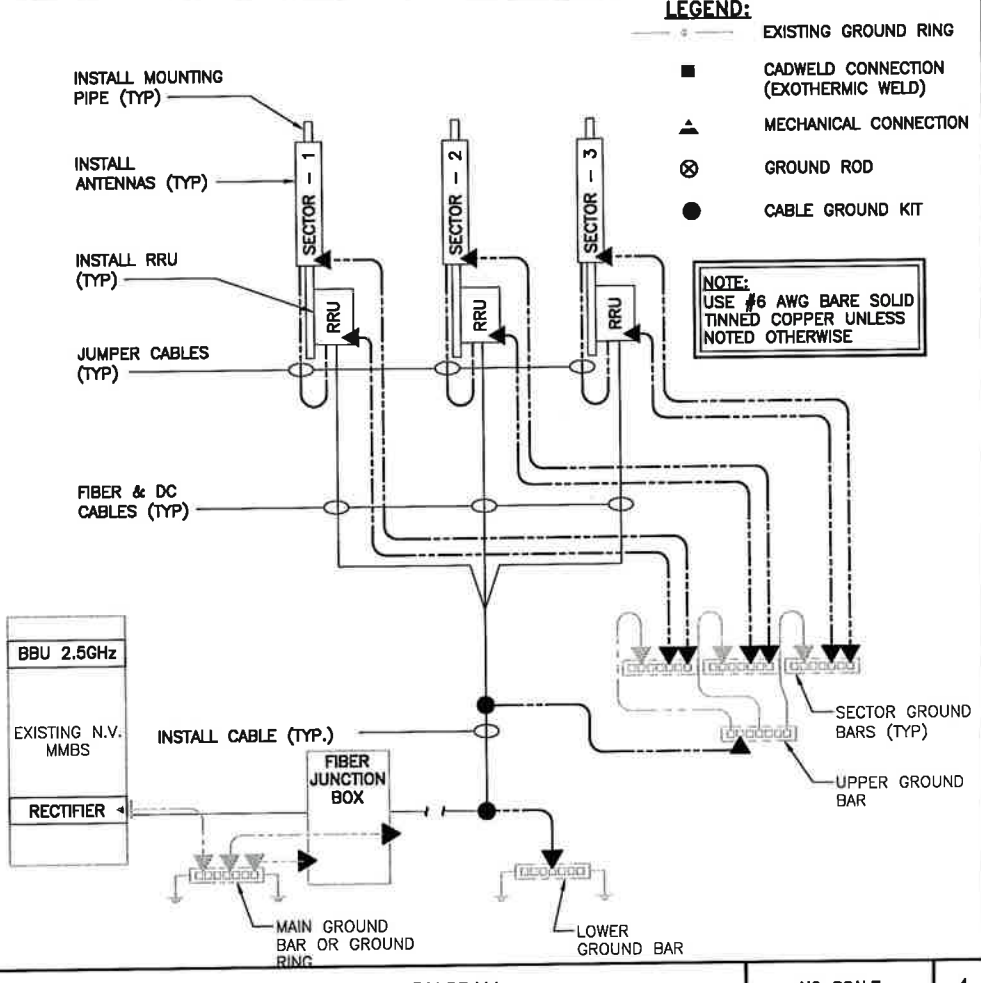 LEGEND:
EXISTING GROUND RING
CADWELD CONNECTION
(EXOTHERMIC WELD)
MECHANICAL CONNECTION
GROUND ROD
CABLE GROUND KIT
INSTALL MOUNTING
PIPE (TYP)
INSTALL
ANTENNAS (TYP)
INSTALL RRU
(TYP)
JUMPER CABLES
(TYP)
FIBER & DC
CABLES (TYP)
SECTOR - 1
SECTOR - 2
SECTOR - 3
RRU
RRU
RRU
NOTE:
USE #6 AWG BARE SOLID
TINNED COPPER UNLESS
NOTED OTHERWISE
BBU 2.5GHz
EXISTING N.V.
MMBS
RECTIFIER
INSTALL CABLE (TYP.)
FIBER
JUNCTION
BOX
SECTOR GROUND
BARS (TYP)
UPPER GROUND
BAR
MAIN GROUND
BAR OR GROUND
RING
LOWER
GROUND BAR